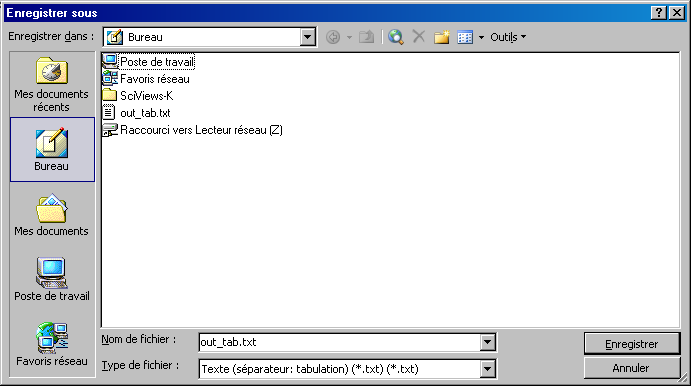 Enregistrer sous
Enregistrer dans :
Bureau
Outils
Mes documents
récents
Bureau
Mes documents
Poste de travail
Favoris réseau
Poste de travail
Favoris réseau
SciViews-K
out_tab.txt
Raccourci vers Lecteur réseau (Z)
Nom de fichier :
out_tab.txt
Enregistrer
Type de fichier :
Texte (séparateur: tabulation) (*.txt) (*.txt)
Annuler